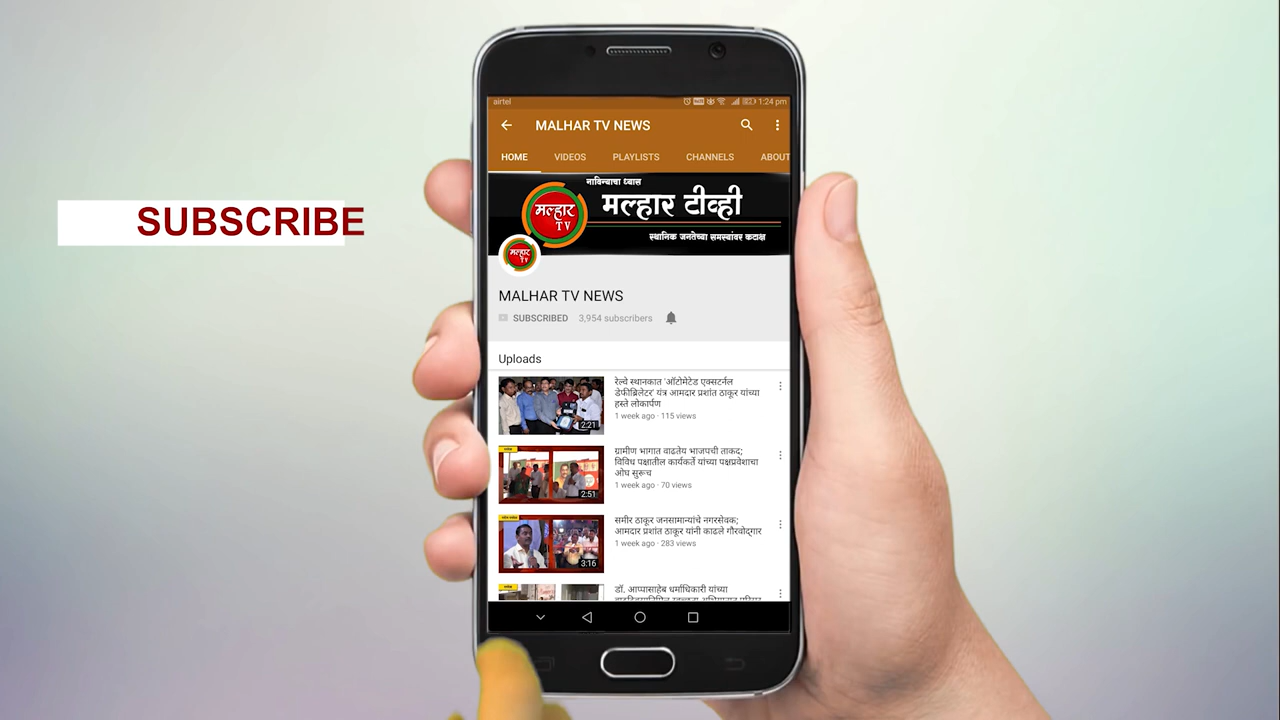 SUBSCRIBE
airtel
1:24 pm
MALHAR TV NEWS
HOME VIDEOS PLAYLISTS CHANNELS ABOUT
नाविन्याचा ध्यास
मल्हार टीव्ही
मल्हार
TV
स्थानिक जनतेच्या समस्यांवर कटाक्ष
मल्हार
TV
MALHAR TV NEWS
SUBSCRIBED 3,954 subscribers
Uploads
रेल्वे स्थानकात 'ऑटोमेटेड एक्सटर्नल
डेफीब्रिलेटर' यंत्र आमदार प्रशांत ठाकूर यांच्या
हस्ते लोकार्पण
1 week ago · 115 views
2:21
ग्रामीण भागात वाढतेय भाजपची ताकद;
विविध पक्षातील कार्यकर्ते यांच्या पक्षप्रवेशाचा
ओघ सुरूच
1 week ago · 70 views
2:51
समीर ठाकूर जनसामान्यांचे नगरसेवक;
आमदार प्रशांत ठाकूर यांनी काढले गौरवोद्गार
1 week ago · 283 views
3:16
डॉ. आप्पासाहेब धर्माधिकारी यांच्या